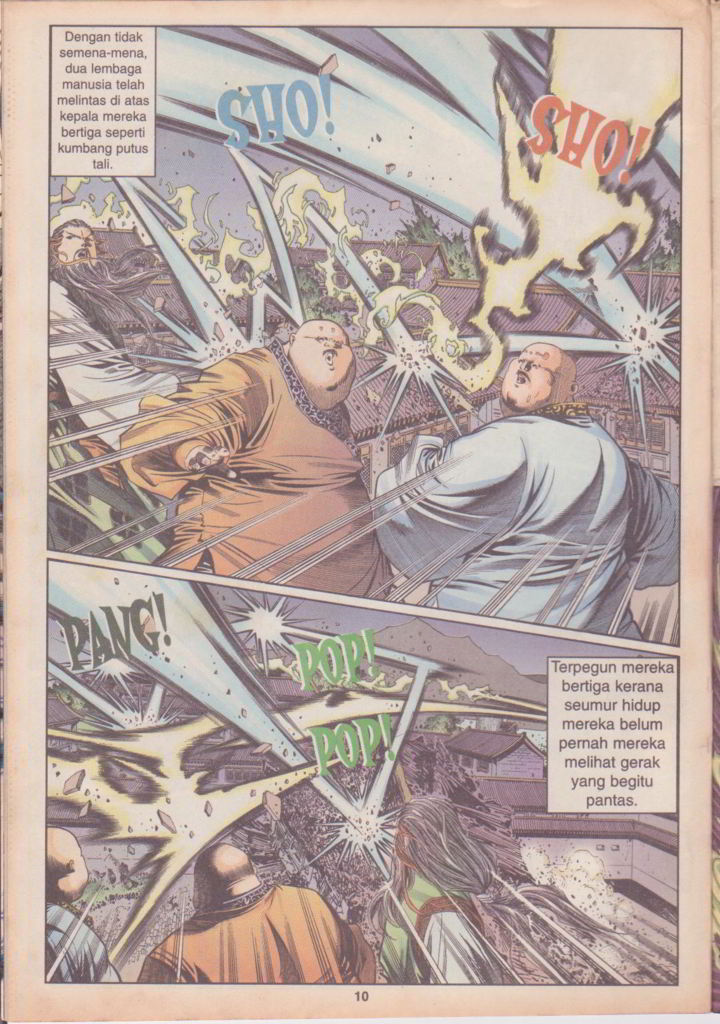 Dengan tidak
semena-mena,
dua lembaga
manusia telah
melintas di atas
kepala mereka
bertiga seperti
kumbang putus
tali.
SHO!
SHO!
PANG!
POP!
POP!
Terpegun mereka
bertiga kerana
seumur hidup
mereka belum
pernah mereka
melihat gerak
yang begitu
pantas.
10